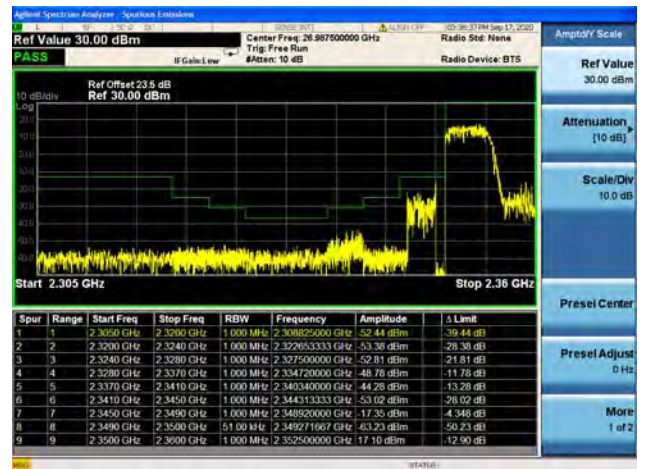 Agilent Spectrum Analyzer - Spurious Emissions
SENSE:INT
ALIGN OFF
03:36:37 PM Sep 17, 2020
Ref Value 30.00 dBm
Center Freq: 26.987500000 GHz
Radio Std: None
Trig: Free Run
PASS
IFGain:Low
#Atten: 10 dB
Radio Device: BTS
Ref Offset 23.5 dB
10 dB/div
Ref 30.00 dBm
Log
Start 2.305 GHz
Stop 2.36 GHz
Spur Range Start Freq Stop Freq RBW Frequency Amplitude Δ Limit
1 1 2.3050 GHz 2.3200 GHz 1.000 MHz 2.308825000 GHz -52.44 dBm -39.44 dB
2 2 2.3200 GHz 2.3240 GHz 1.000 MHz 2.322653333 GHz -53.38 dBm -28.38 dB
3 3 2.3240 GHz 2.3280 GHz 1.000 MHz 2.327500000 GHz -52.81 dBm -21.81 dB
4 4 2.3280 GHz 2.3370 GHz 1.000 MHz 2.334720000 GHz -48.78 dBm -11.78 dB
5 5 2.3370 GHz 2.3410 GHz 1.000 MHz 2.340340000 GHz -44.28 dBm -13.28 dB
6 6 2.3410 GHz 2.3450 GHz 1.000 MHz 2.344313333 GHz -53.02 dBm -28.02 dB
7 7 2.3450 GHz 2.3490 GHz 1.000 MHz 2.348920000 GHz -17.35 dBm -4.348 dB
8 8 2.3490 GHz 2.3500 GHz 51.00 kHz 2.349271667 GHz -63.23 dBm -50.23 dB
9 9 2.3500 GHz 2.3600 GHz 1.000 MHz 2.352500000 GHz 17.10 dBm -12.90 dB
MSG
STATUS
Amptd/Y Scale
Ref Value
30.00 dBm
Attenuation
[10 dB]
Scale/Div
10.0 dB
Presel Center
Presel Adjust
0 Hz
More
1 of 2